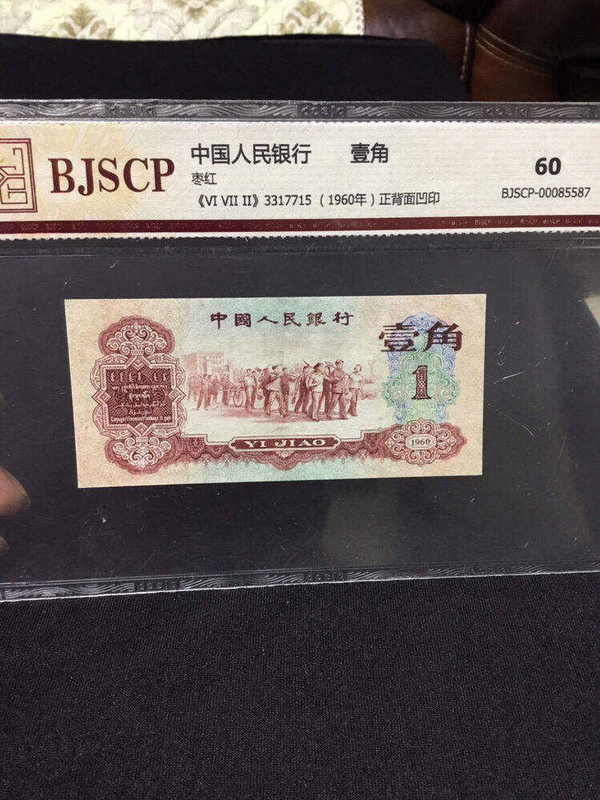 BJSCP
中国人民银行 壹角
枣红
《VI VII II》3317715 (1960年) 正背面凹印
60
BJSCP-00085587
中國人民銀行
壹角
1
YI JIAO
1960